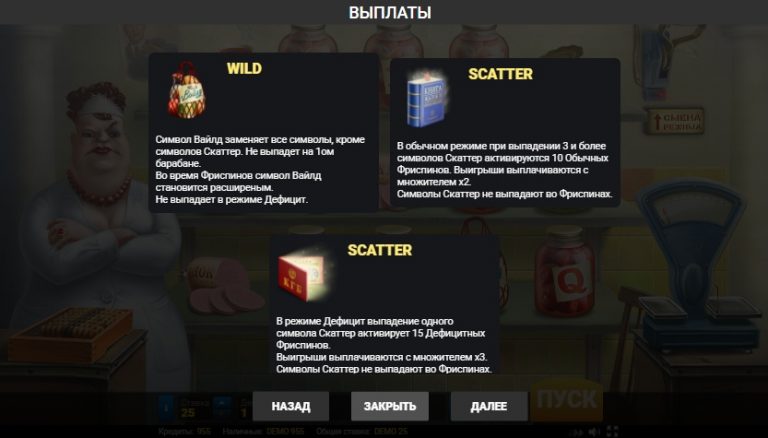 ВЫПЛАТЫ
WILD
Вайлд
Символ Вайлд заменяет все символы, кроме
символов Скаттер. Не выпадет на 1ом
барабане.
Во время Фриспинов символ Вайлд
становится расширеным.
Не выпадает в режиме Дефицит.
SCATTER
КНИГА
В обычном режиме при выпадении 3 и более
символов Скаттер активируются 10 Обычных
Фриспинов. Выигрыши выплачиваются с
множителем x2.
Символы Скаттер не выпадают во Фриспинах.
СМЕНА
РЕЖИМА
SCATTER
КГБ
В режиме Дефицит выпадение одного
символа Скаттер активирует 15 Дефицитных
Фриспинов.
Выигрыши выплачиваются с множителем x3.
Символы Скаттер не выпадают во Фриспинах.
Q
Ставка
25
1
НАЗАД
ЗАКРЫТЬ
ДАЛЕЕ
ПУСК
Кредиты: 955 Наличные: DEMO 955 Общая ставка: DEMO 25